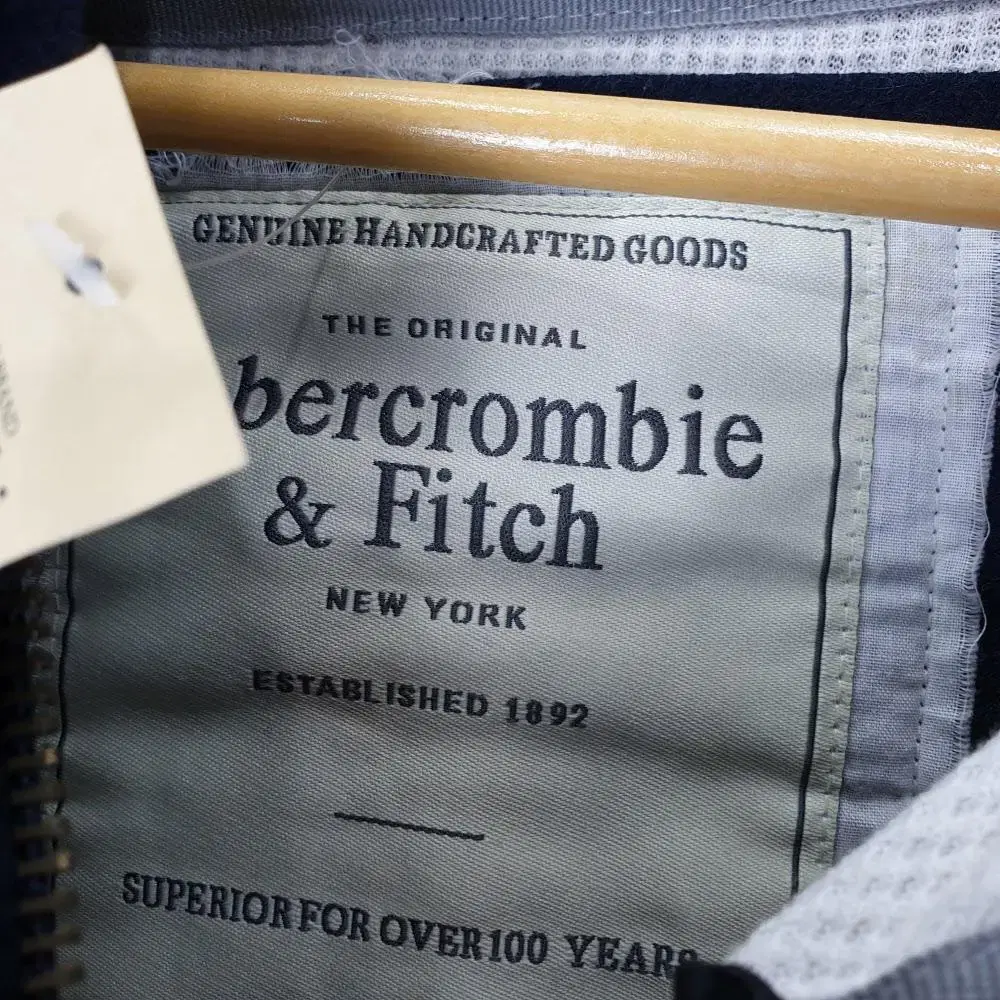 GENUINE HANDCRAFTED GOODS
THE ORIGINAL
bercrombie
& Fitch
NEW YORK
ESTABLISHED 1892
SUPERIOR FOR OVER 100 YEARS